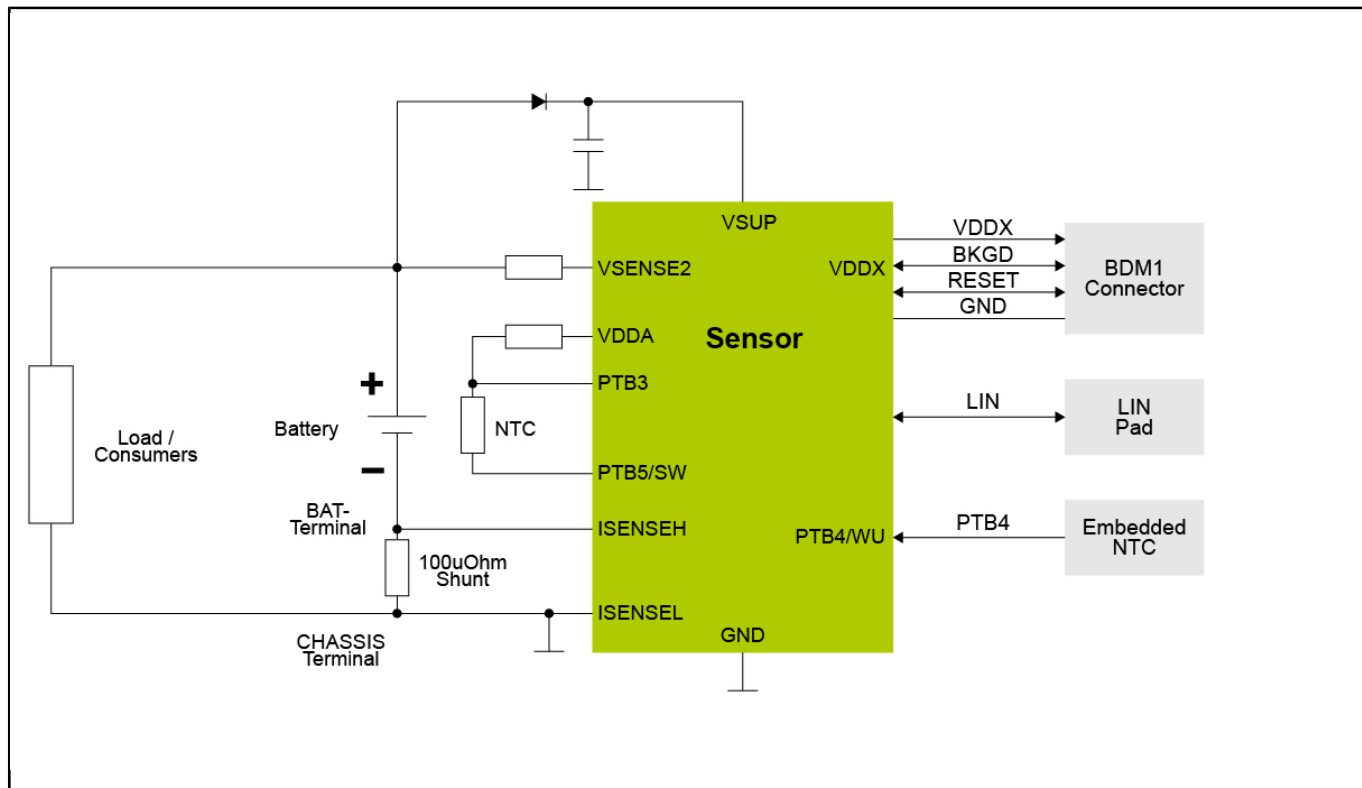 VSUP
VSENSE2
VDDX
VDDX
BKGD
RESET
GND
BDM1
Connector
VDDA
Sensor
PTB3
+
Battery
NTC
Load /
Consumers
LIN
LIN
Pad
−
PTB5/SW
BAT-
Terminal
ISENSEH
PTB4/WU
PTB4
Embedded
NTC
100uOhm
Shunt
ISENSEL
GND
CHASSIS
Terminal